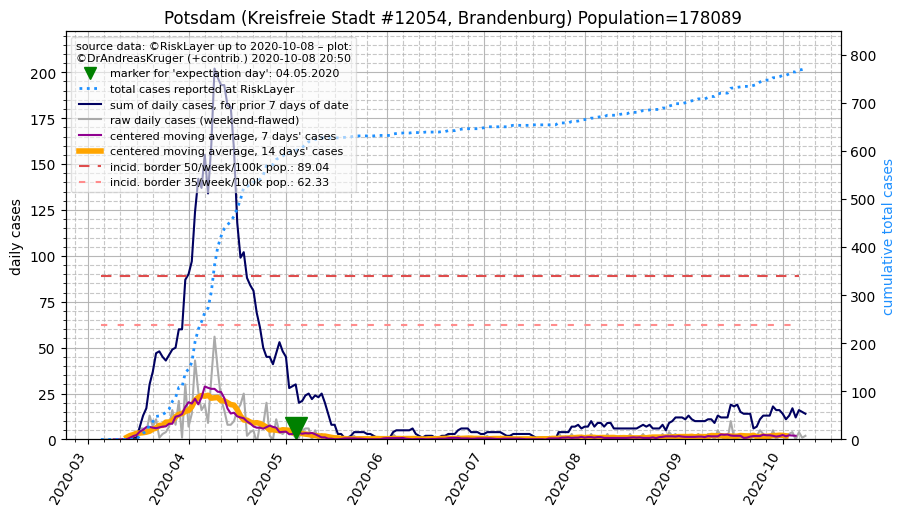 Potsdam (Kreisfreie Stadt #12054, Brandenburg) Population=178089
source data: ©RiskLayer up to 2020-10-08 – plot:
©DrAndreasKruger (+contrib.) 2020-10-08 20:50
marker for 'expectation day': 04.05.2020
total cases reported at RiskLayer
sum of daily cases, for prior 7 days of date
raw daily cases (weekend-flawed)
centered moving average, 7 days' cases
centered moving average, 14 days' cases
incid. border 50/week/100k pop.: 89.04
incid. border 35/week/100k pop.: 62.33
daily cases
200
175
150
125
100
75
50
25
0
cumulative total cases
800
700
600
500
400
300
200
100
0
2020-03
2020-04
2020-05
2020-06
2020-07
2020-08
2020-09
2020-10